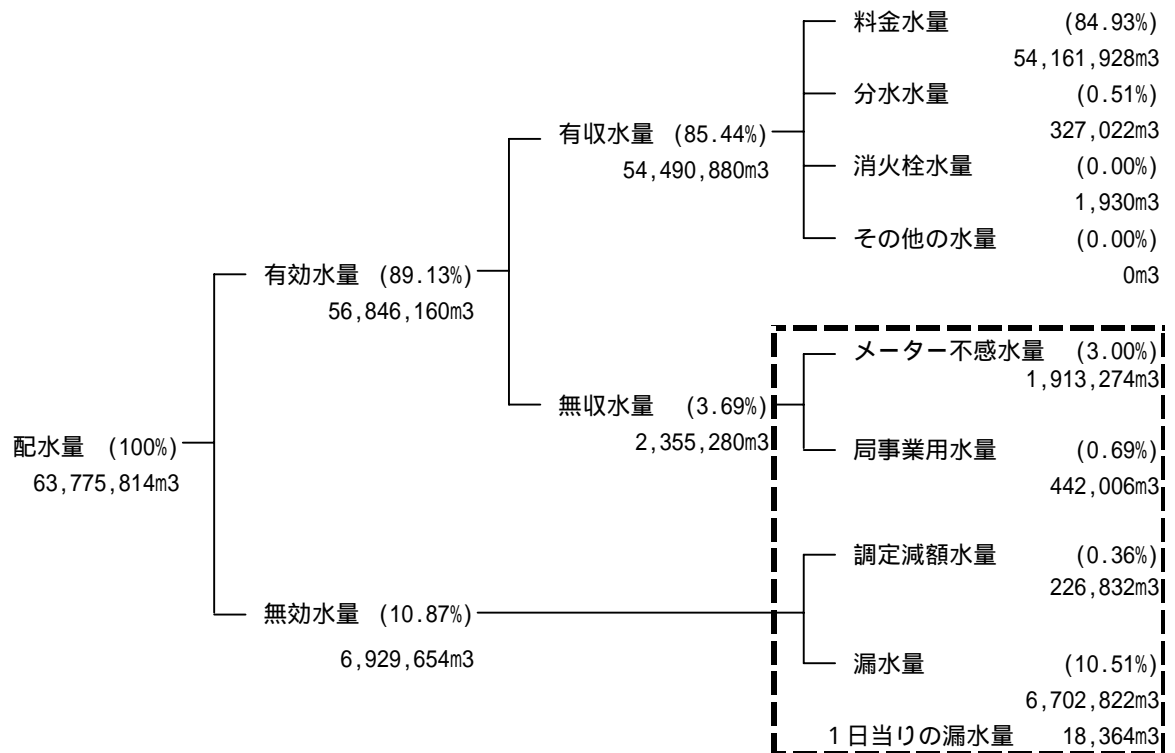 料金水量 (84.93%)
54,161,928m3
分水水量 (0.51%)
327,022m3
有収水量 (85.44%)
54,490,880m3
消火栓水量 (0.00%)
1,930m3
その他の水量 (0.00%)
0m3
有効水量 (89.13%)
56,846,160m3
メーター不感水量 (3.00%)
1,913,274m3
無収水量 (3.69%)
2,355,280m3
局事業用水量 (0.69%)
442,006m3
配水量 (100%)
63,775,814m3
調定減額水量 (0.36%)
226,832m3
無効水量 (10.87%)
6,929,654m3
漏水量 (10.51%)
6,702,822m3
1日当りの漏水量 18,364m3